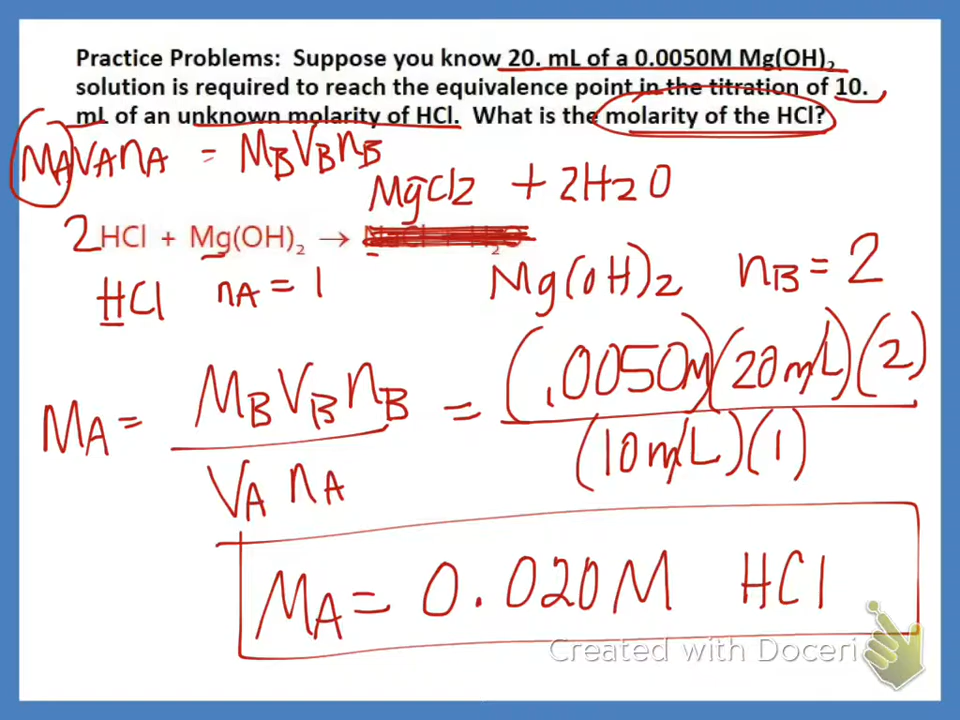 Practice Problems: Suppose you know 20. mL of a 0.0050M Mg(OH)₂
solution is required to reach the equivalence point in the titration of 10.
mL of an unknown molarity of HCl. What is the molarity of the HCl?
MAVAnA = MBVBnB
MgCl2 + 2H2O
2HCl + Mg(OH)₂ →
HCl nA = 1 Mg(OH)2 nB = 2
MA = MBVBnB / VA nA = (.0050M)(20mL)(2) / (10mL)(1)
MA = 0.020M HCl
Created with Doceri